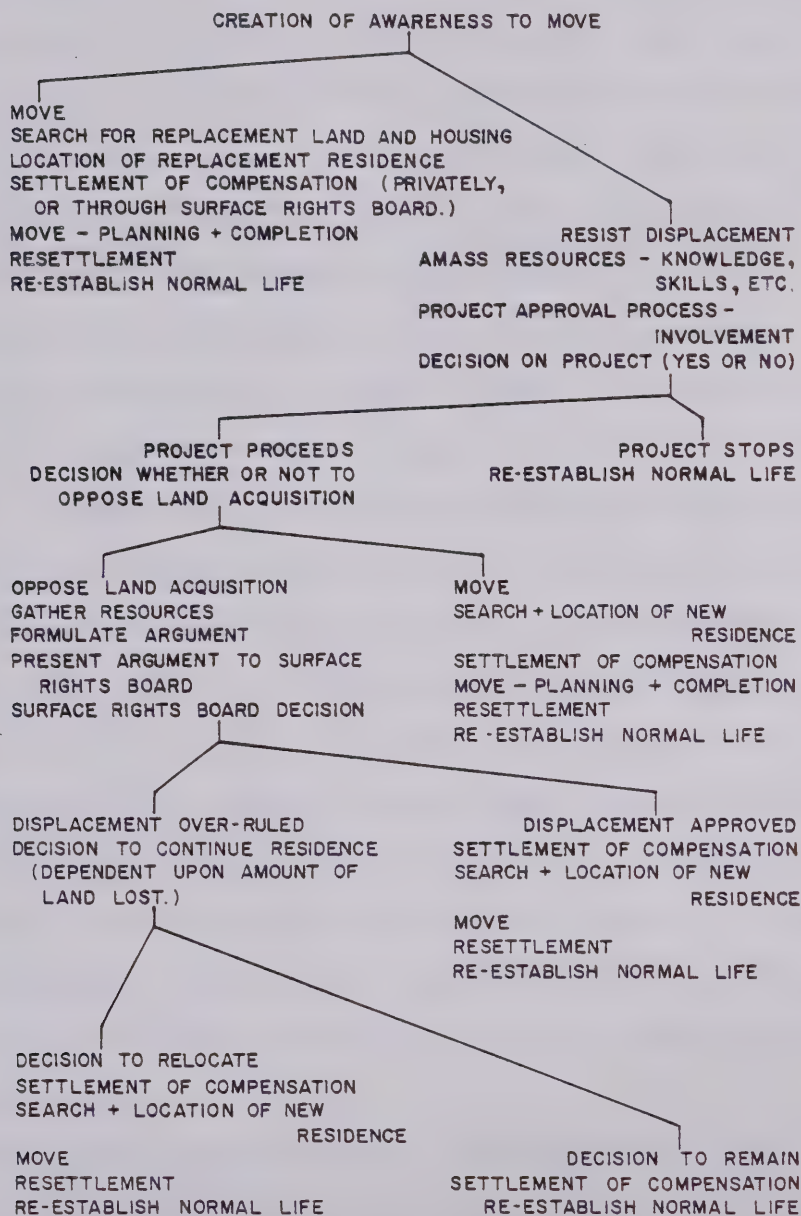 CREATION OF AWARENESS TO MOVE
MOVE
SEARCH FOR REPLACEMENT LAND AND HOUSING
LOCATION OF REPLACEMENT RESIDENCE
SETTLEMENT OF COMPENSATION (PRIVATELY,
OR THROUGH SURFACE RIGHTS BOARD.)
MOVE - PLANNING + COMPLETION
RESETTLEMENT
RE-ESTABLISH NORMAL LIFE
RESIST DISPLACEMENT
AMASS RESOURCES - KNOWLEDGE,
SKILLS, ETC.
PROJECT APPROVAL PROCESS -
INVOLVEMENT
DECISION ON PROJECT (YES OR NO)
PROJECT PROCEEDS
DECISION WHETHER OR NOT TO
OPPOSE LAND ACQUISITION
PROJECT STOPS
RE-ESTABLISH NORMAL LIFE
OPPOSE LAND ACQUISITION
GATHER RESOURCES
FORMULATE ARGUMENT
PRESENT ARGUMENT TO SURFACE
RIGHTS BOARD
SURFACE RIGHTS BOARD DECISION
MOVE
SEARCH + LOCATION OF NEW
RESIDENCE
SETTLEMENT OF COMPENSATION
MOVE - PLANNING + COMPLETION
RESETTLEMENT
RE-ESTABLISH NORMAL LIFE
DISPLACEMENT OVER-RULED
DECISION TO CONTINUE RESIDENCE
(DEPENDENT UPON AMOUNT OF
LAND LOST.)
DISPLACEMENT APPROVED
SETTLEMENT OF COMPENSATION
SEARCH + LOCATION OF NEW
RESIDENCE
MOVE
RESETTLEMENT
RE-ESTABLISH NORMAL LIFE
DECISION TO RELOCATE
SETTLEMENT OF COMPENSATION
SEARCH + LOCATION OF NEW
RESIDENCE
MOVE
RESETTLEMENT
RE-ESTABLISH NORMAL LIFE
DECISION TO REMAIN
SETTLEMENT OF COMPENSATION
RE-ESTABLISH NORMAL LIFE